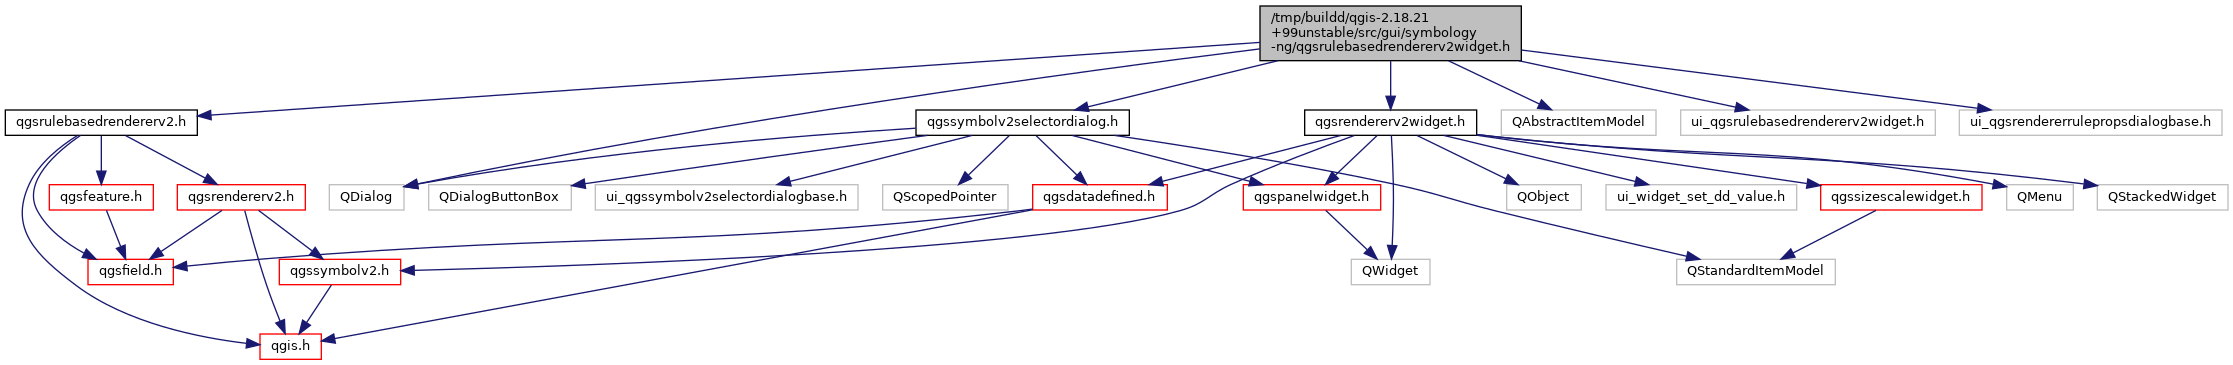 /tmp/buildd/qgis-2.18.21
+99unstable/src/gui/symbology
-ng/qgsrulebasedrendererv2widget.h
qgsrulebasedrendererv2.h
qgssymbolv2selectordialog.h
qgsrendererv2widget.h
QAbstractItemModel
ui_qgsrulebasedrendererv2widget.h
ui_qgsrendererrulepropsdialogbase.h
qgsfeature.h
qgsrendererv2.h
QDialog
QDialogButtonBox
ui_qgssymbolv2selectordialogbase.h
QScopedPointer
qgsdatadefined.h
qgspanelwidget.h
QObject
ui_widget_set_dd_value.h
qgssizescalewidget.h
QMenu
QStackedWidget
qgsfield.h
qgssymbolv2.h
QWidget
QStandardItemModel
qgis.h